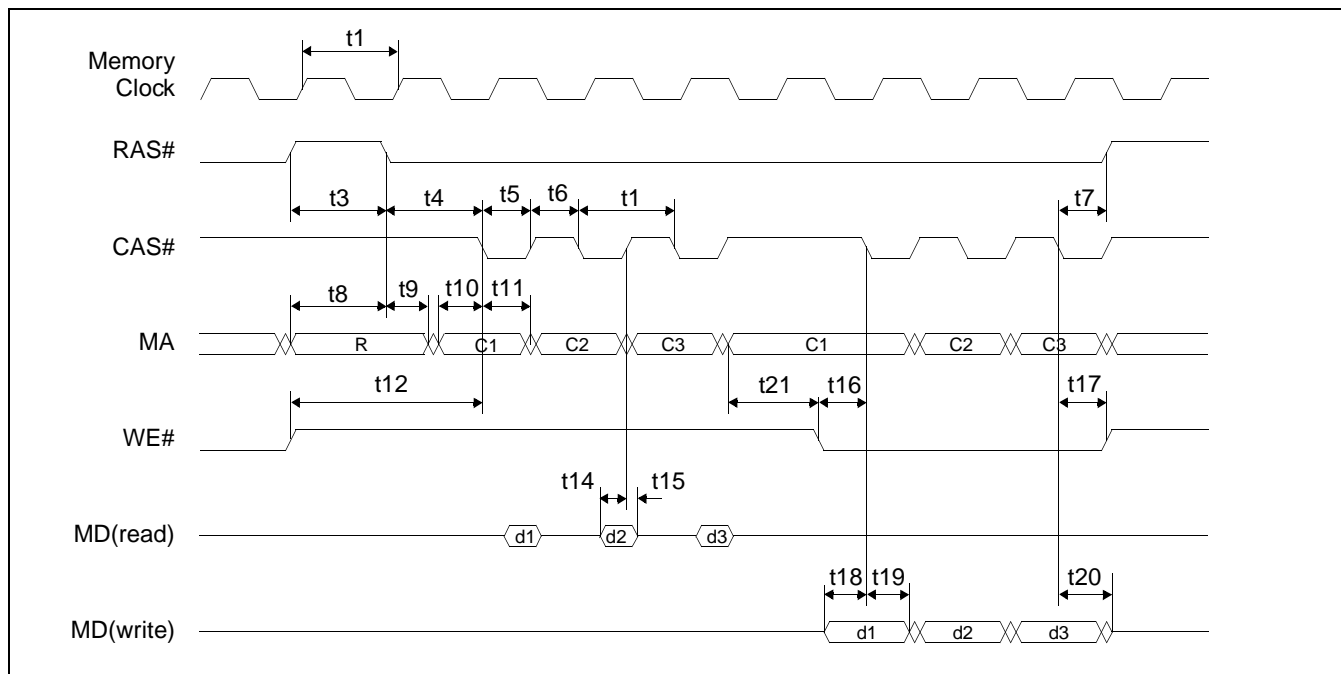 t1
Memory
Clock
RAS#
t3 t4 t5 t6 t1 t7
CAS#
t8 t9 t10 t11
MA R C1 C2 C3 C1 C2 C3
t12 t21 t16 t17
WE#
t14 t15
MD(read) d1 d2 d3
t18 t19 t20
MD(write) d1 d2 d3